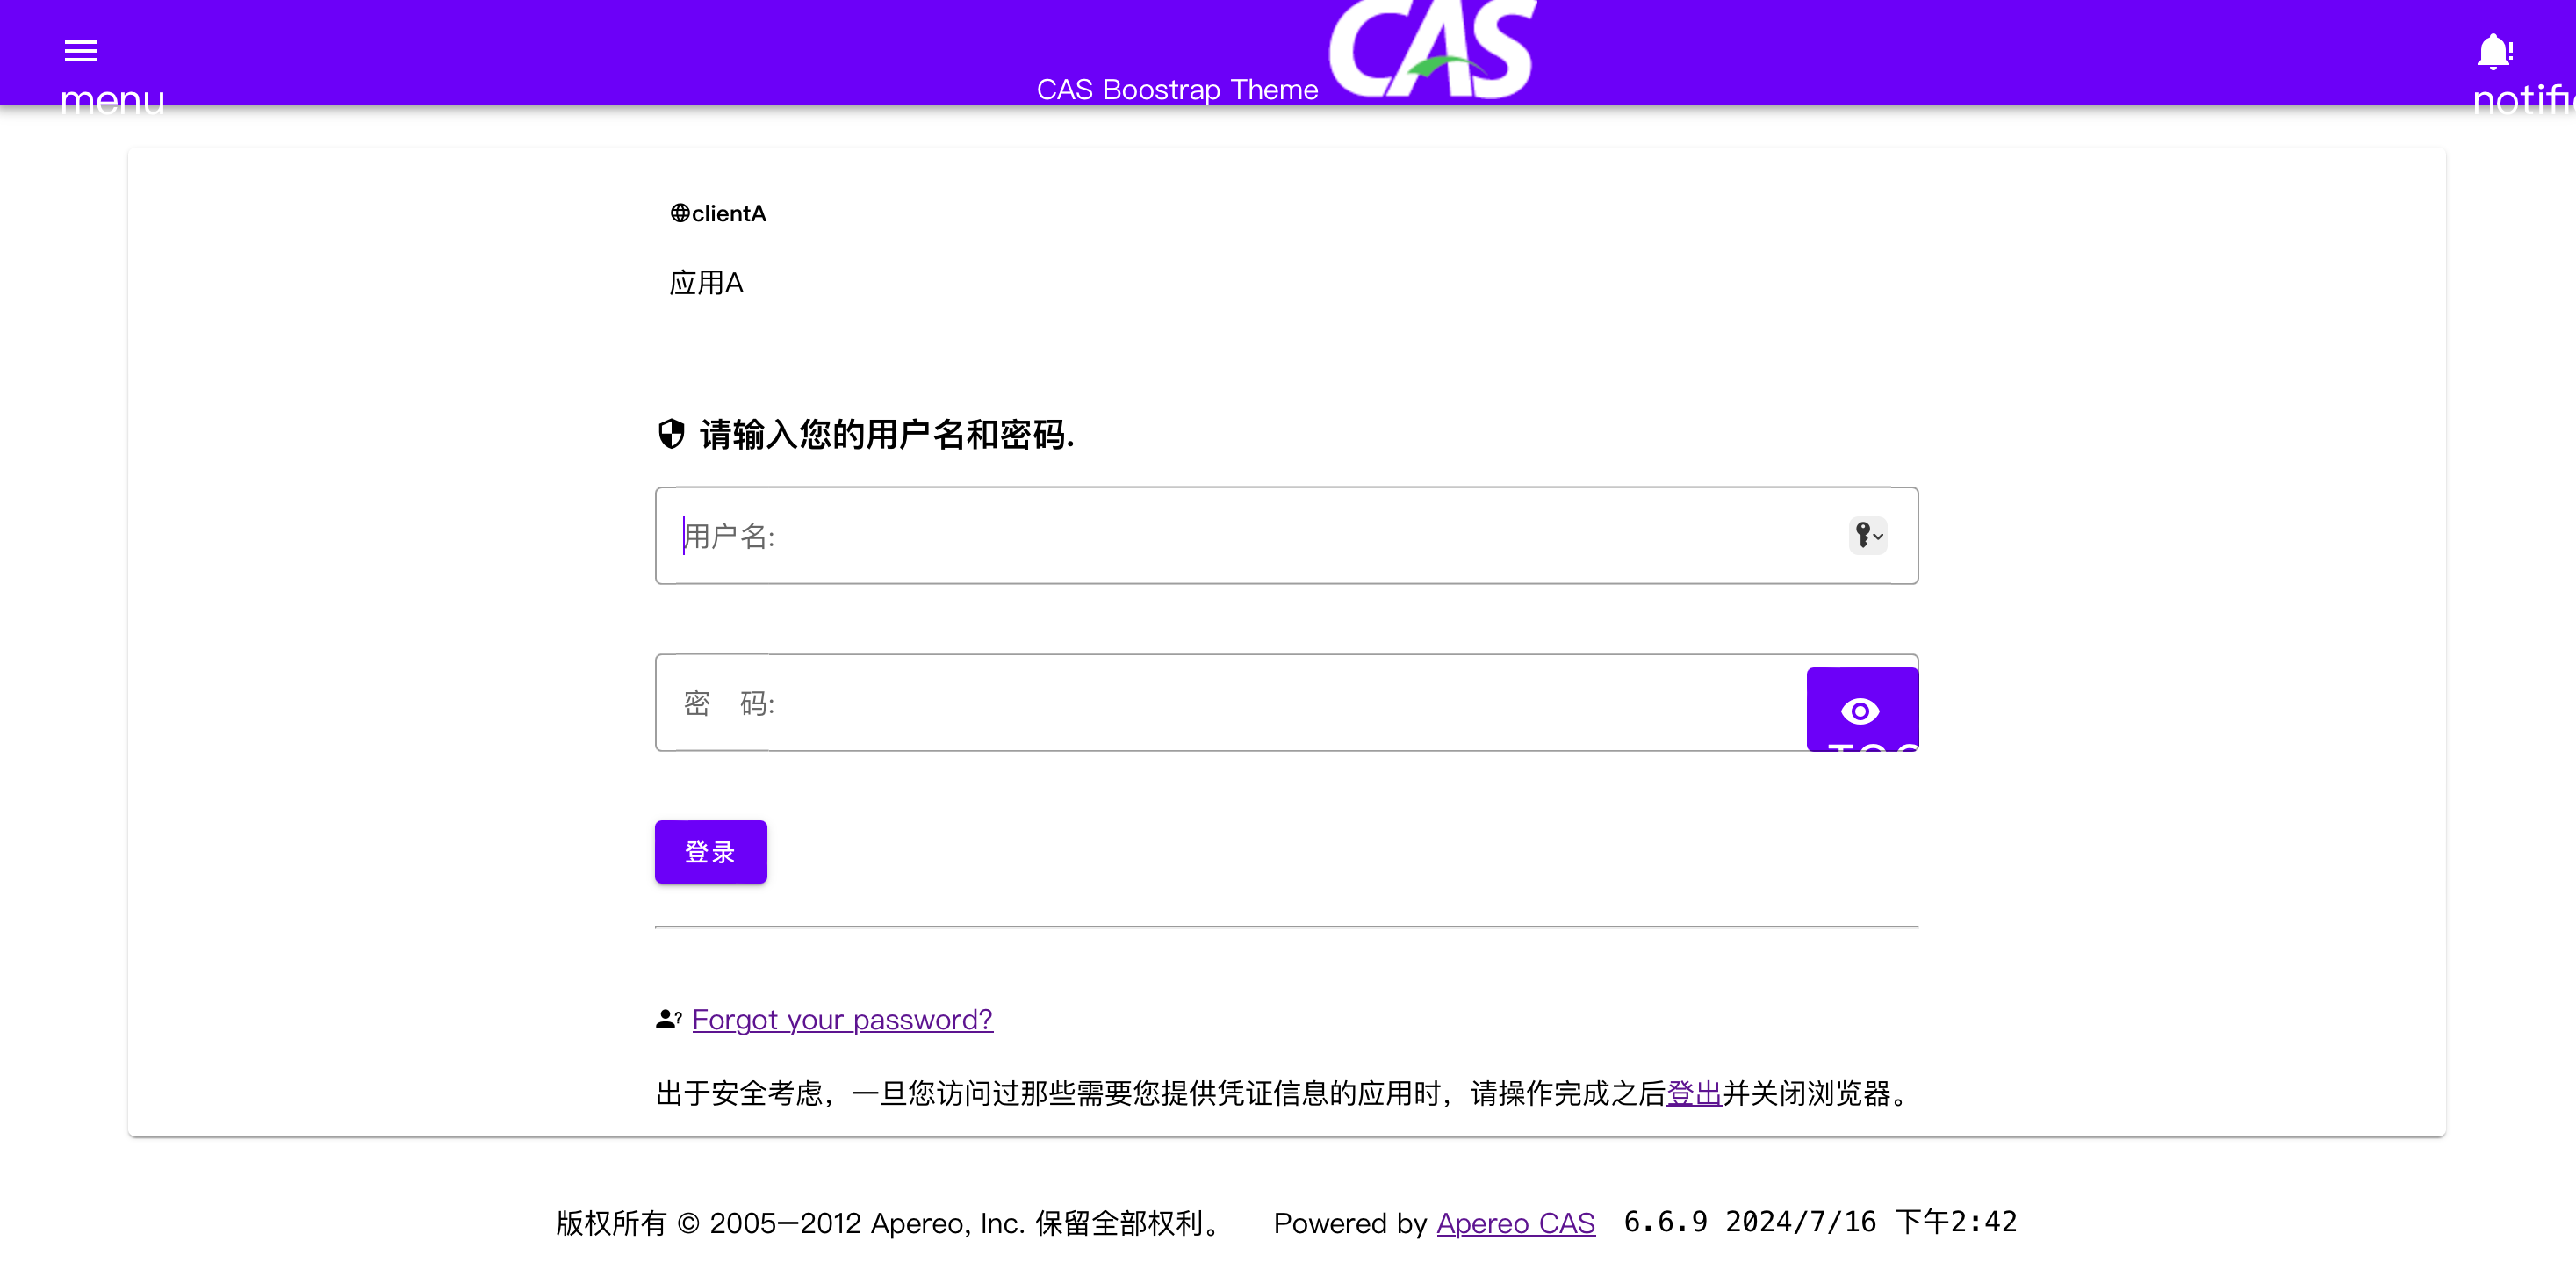 menu
CAS Boostrap Theme
CAS
clientA
应用A
请输入您的用户名和密码.
用户名:
密　码:
登录
Forgot your password?
出于安全考虑，一旦您访问过那些需要您提供凭证信息的应用时，请操作完成之后登出并关闭浏览器。
版权所有 © 2005—2012 Apereo, Inc. 保留全部权利。 Powered by Apereo CAS 6.6.9 2024/7/16 下午2:42